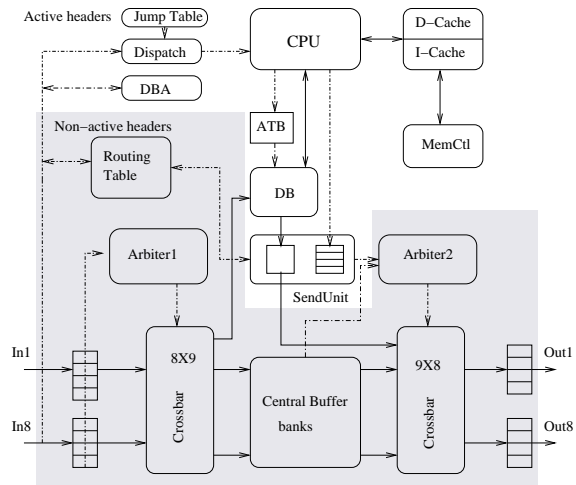 Active headers
Jump Table
Dispatch
CPU
D−Cache
I−Cache
DBA
Non−active headers
ATB
Routing
Table
MemCtl
DB
Arbiter1
Arbiter2
SendUnit
In1
8X9
Crossbar
Central Buffer
banks
9X8
Crossbar
Out1
In8
Out8